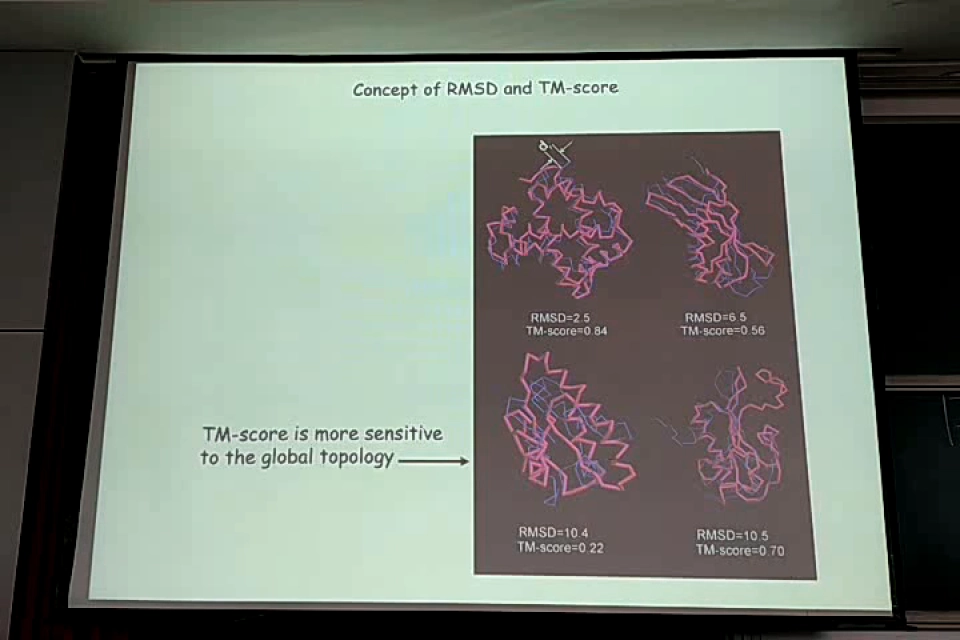 Concept of RMSD and TM-score
RMSD=2.5
TM-score=0.84
RMSD=6.5
TM-score=0.56
TM-score is more sensitive
to the global topology
RMSD=10.4
TM-score=0.22
RMSD=10.5
TM-score=0.70